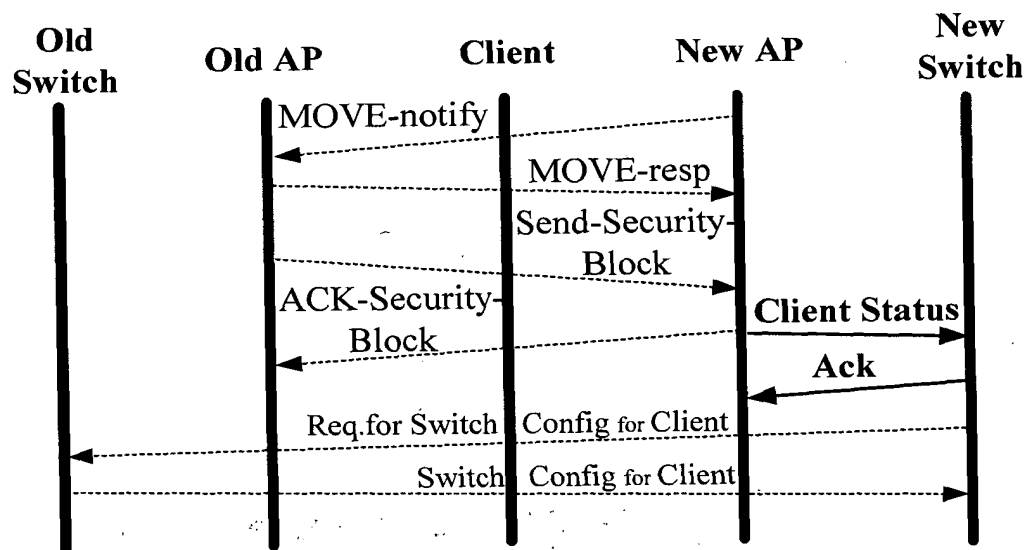 Old
Switch
Old AP
Client
New AP
New
Switch
MOVE-notify
MOVE-resp
Send-Security-
Block
ACK-Security-
Block
Client Status
Ack
Req.for Switch Config for Client
Switch Config for Client